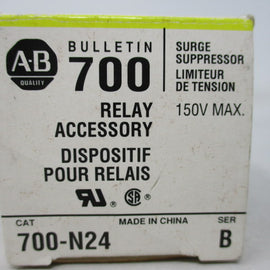 A-B
QUALITY
BULLETIN
700
RELAY
ACCESSORY
DISPOSITIF
POUR RELAIS
SURGE
SUPPRESSOR
LIMITEUR
DE TENSION
150V MAX.
CAT
700-N24
MADE IN CHINA
SER
B